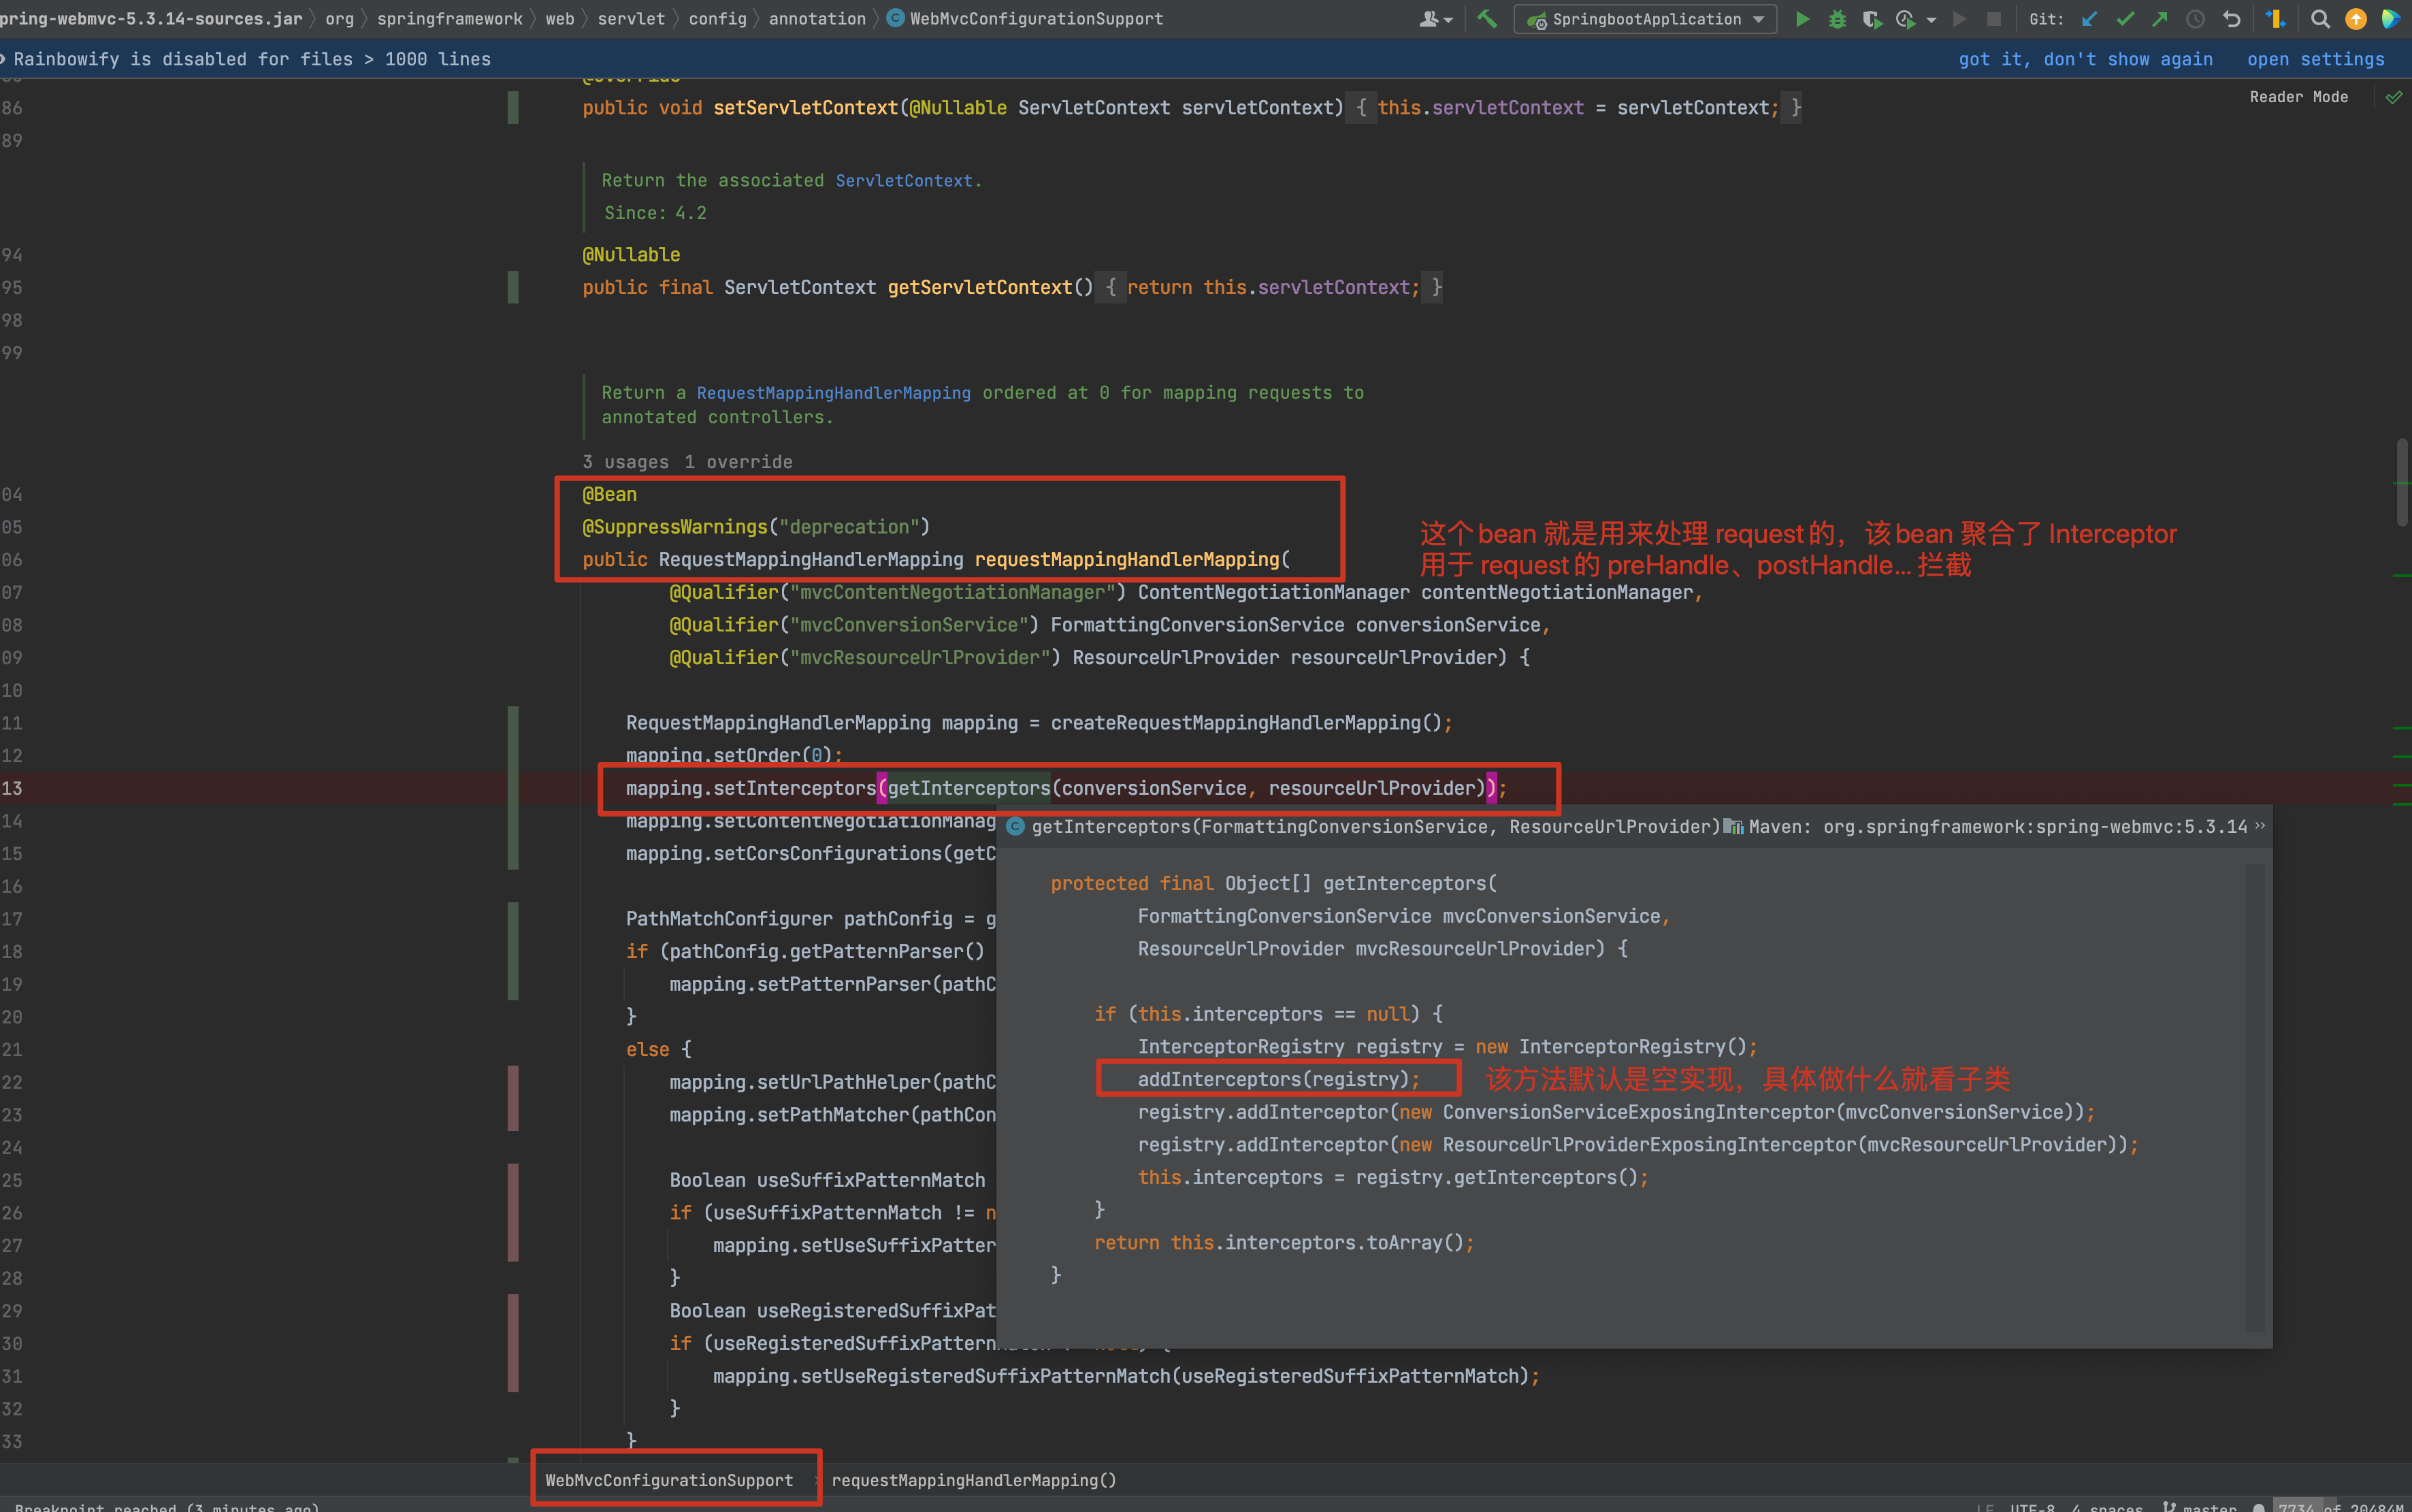 pring-webmvc-5.3.14-sources.jar org springframework web servlet config annotation WebMvcConfigurationSupport SpringbootApplication Git:
Rainbowify is disabled for files > 1000 lines got it, don't show again open settings
Reader Mode
86 public void setServletContext(@Nullable ServletContext servletContext) { this.servletContext = servletContext; }
89
Return the associated ServletContext.
Since: 4.2
94 @Nullable
95 public final ServletContext getServletContext() { return this.servletContext; }
98
99
Return a RequestMappingHandlerMapping ordered at 0 for mapping requests to
annotated controllers.
3 usages 1 override
04 @Bean
05 @SuppressWarnings("deprecation")
06 public RequestMappingHandlerMapping requestMappingHandlerMapping(
这个 bean 就是用来处理 request 的，该 bean 聚合了 Interceptor
用于 request 的 preHandle、postHandle... 拦截
07 @Qualifier("mvcContentNegotiationManager") ContentNegotiationManager contentNegotiationManager,
08 @Qualifier("mvcConversionService") FormattingConversionService conversionService,
09 @Qualifier("mvcResourceUrlProvider") ResourceUrlProvider resourceUrlProvider) {
10
11 RequestMappingHandlerMapping mapping = createRequestMappingHandlerMapping();
12 mapping.setOrder(0);
13 mapping.setInterceptors(getInterceptors(conversionService, resourceUrlProvider));
14 mapping.setContentNegotiationManag
15 mapping.setCorsConfigurations(getC
16
17 PathMatchConfigurer pathConfig = g
18 if (pathConfig.getPatternParser()
19 mapping.setPatternParser(pathC
20 }
21 else {
22 mapping.setUrlPathHelper(pathC
23 mapping.setPathMatcher(pathCon
24
25 Boolean useSuffixPatternMatch
26 if (useSuffixPatternMatch != n
27 mapping.setUseSuffixPatter
28 }
29 Boolean useRegisteredSuffixPat
30 if (useRegisteredSuffixPatternMatch != null) {
31 mapping.setUseRegisteredSuffixPatternMatch(useRegisteredSuffixPatternMatch);
32 }
33 }
getInterceptors(FormattingConversionService, ResourceUrlProvider) Maven: org.springframework:spring-webmvc:5.3.14 »
protected final Object[] getInterceptors(
FormattingConversionService mvcConversionService,
ResourceUrlProvider mvcResourceUrlProvider) {
if (this.interceptors == null) {
InterceptorRegistry registry = new InterceptorRegistry();
addInterceptors(registry); 该方法默认是空实现，具体做什么就看子类
registry.addInterceptor(new ConversionServiceExposingInterceptor(mvcConversionService));
registry.addInterceptor(new ResourceUrlProviderExposingInterceptor(mvcResourceUrlProvider));
this.interceptors = registry.getInterceptors();
}
return this.interceptors.toArray();
}
WebMvcConfigurationSupport requestMappingHandlerMapping()
Breakpoint reached (3 minutes ago) LF UTF-8 4 spaces master 7734 of 20484M